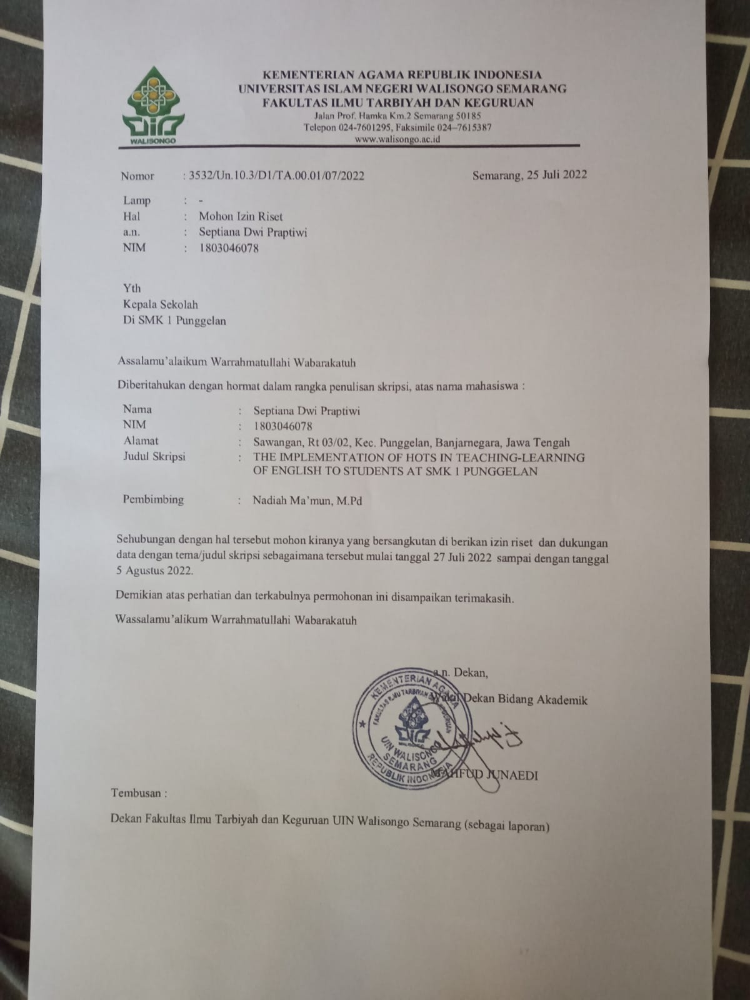 KEMENTERIAN AGAMA REPUBLIK INDONESIA
UNIVERSITAS ISLAM NEGERI WALISONGO SEMARANG
FAKULTAS ILMU TARBIYAH DAN KEGURUAN
Jalan Prof. Hamka Km.2 Semarang 50185
Telepon 024-7601295, Faksimile 024–7615387
www.walisongo.ac.id
WALISONGO
Nomor : 3532/Un.10.3/D1/TA.00.01/07/2022 Semarang, 25 Juli 2022
Lamp : -
Hal : Mohon Izin Riset
a.n. : Septiana Dwi Praptiwi
NIM : 1803046078
Yth
Kepala Sekolah
Di SMK 1 Punggelan
Assalamu’alaikum Warrahmatullahi Wabarakatuh
Diberitahukan dengan hormat dalam rangka penulisan skripsi, atas nama mahasiswa :
Nama : Septiana Dwi Praptiwi
NIM : 1803046078
Alamat : Sawangan, Rt 03/02, Kec. Punggelan, Banjarnegara, Jawa Tengah
Judul Skripsi : THE IMPLEMENTATION OF HOTS IN TEACHING-LEARNING
OF ENGLISH TO STUDENTS AT SMK 1 PUNGGELAN
Pembimbing : Nadiah Ma’mun, M.Pd
Sehubungan dengan hal tersebut mohon kiranya yang bersangkutan di berikan izin riset dan dukungan
data dengan tema/judul skripsi sebagaimana tersebut mulai tanggal 27 Juli 2022 sampai dengan tanggal
5 Agustus 2022.
Demikian atas perhatian dan terkabulnya permohonan ini disampaikan terimakasih.
Wassalamu’alikum Warrahmatullahi Wabarakatuh
a.n. Dekan,
Wakil Dekan Bidang Akademik
KEMENTERIAN AGAMA
FAKULTAS ILMU TARBIYAH DAN KEGURUAN
UIN WALISONGO
SEMARANG
REPUBLIK INDONESIA
MAHFUD JUNAEDI
Tembusan :
Dekan Fakultas Ilmu Tarbiyah dan Keguruan UIN Walisongo Semarang (sebagai laporan)